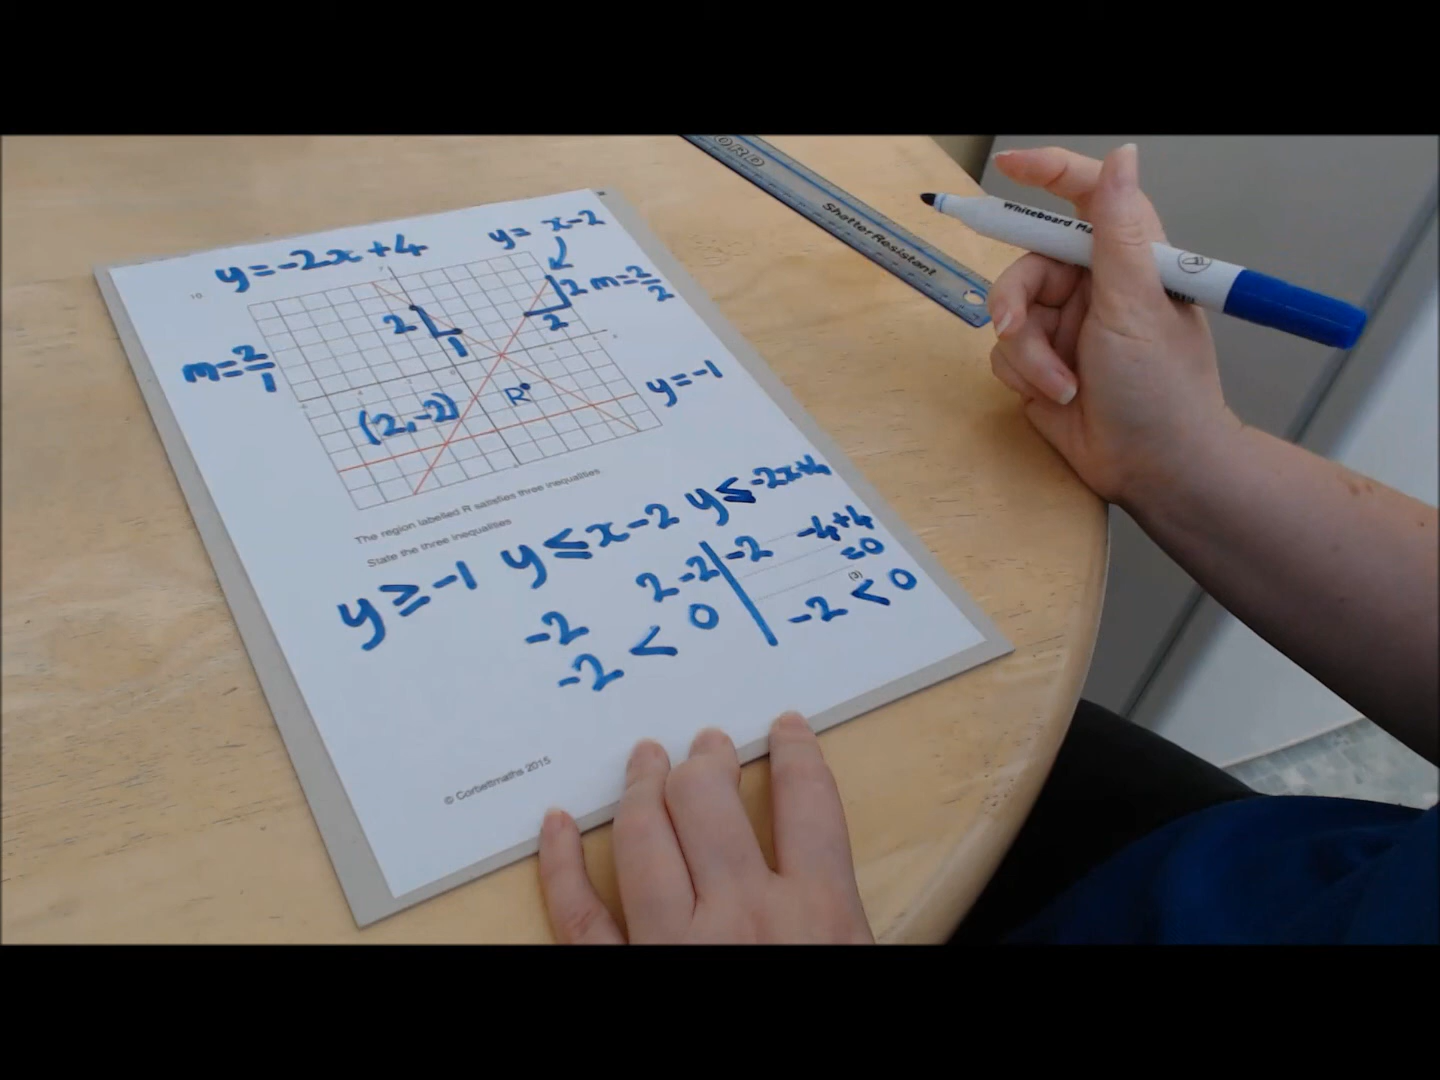 y=-2x+4
y=x-2
10
2
1
m=2/1
2
2
m=2/2
(2,-2)
R
y=-1
The region labelled R satisfies three inequalities
State the three inequalities
y≥-1 y≤x-2 y≤-2x+4
-2 2-2 -2 -4+4
=0
-2 < 0 -2 < 0
(3)
© Corbettmaths 2015
ShatterResistant
Whiteboard Ma